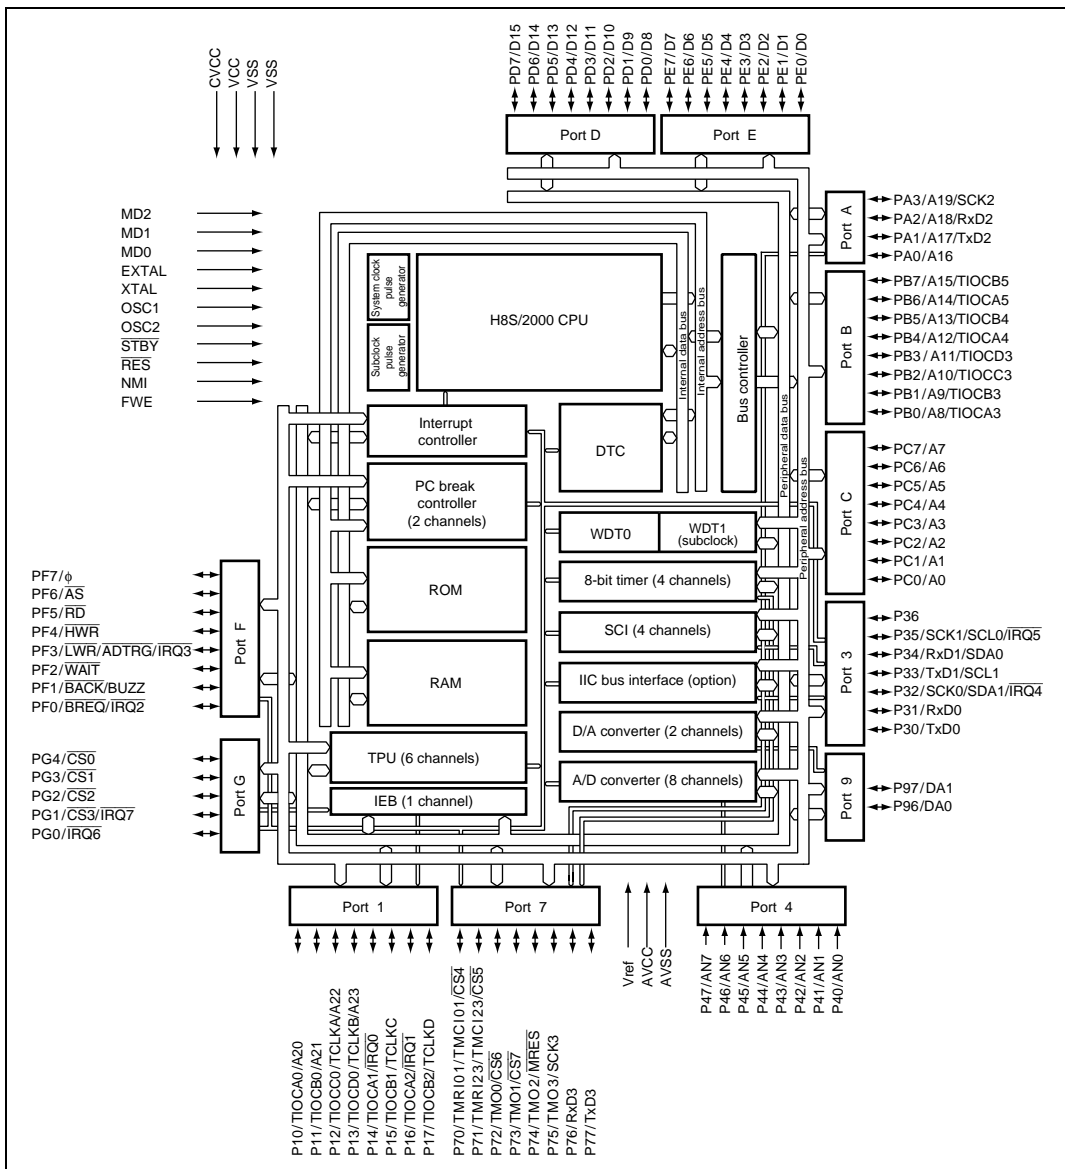 CVCC
VCC
VSS
VSS
PD7/D15
PD6/D14
PD5/D13
PD4/D12
PD3/D11
PD2/D10
PD1/D9
PD0/D8
PE7/D7
PE6/D6
PE5/D5
PE4/D4
PE3/D3
PE2/D2
PE1/D1
PE0/D0
Port D
Port E
MD2
MD1
MD0
EXTAL
XTAL
OSC1
OSC2
STBY
RES
NMI
FWE
System clock
pulse
generator
Subclock
pulse
generator
H8S/2000 CPU
Internal data bus
Internal address bus
Bus controller
Peripheral data bus
Peripheral address bus
Interrupt
controller
DTC
PC break
controller
(2 channels)
WDT0
WDT1
(subclock)
ROM
8-bit timer (4 channels)
SCI (4 channels)
RAM
IIC bus interface (option)
D/A converter (2 channels)
TPU (6 channels)
A/D converter (8 channels)
IEB (1 channel)
Port A
PA3/A19/SCK2
PA2/A18/RxD2
PA1/A17/TxD2
PA0/A16
Port B
PB7/A15/TIOCB5
PB6/A14/TIOCA5
PB5/A13/TIOCB4
PB4/A12/TIOCA4
PB3/A11/TIOCD3
PB2/A10/TIOCC3
PB1/A9/TIOCB3
PB0/A8/TIOCA3
Port C
PC7/A7
PC6/A6
PC5/A5
PC4/A4
PC3/A3
PC2/A2
PC1/A1
PC0/A0
Port 3
P36
P35/SCK1/SCL0/IRQ5
P34/RxD1/SDA0
P33/TxD1/SCL1
P32/SCK0/SDA1/IRQ4
P31/RxD0
P30/TxD0
Port 9
P97/DA1
P96/DA0
PF7/ϕ
PF6/AS
PF5/RD
PF4/HWR
PF3/LWR/ADTRG/IRQ3
PF2/WAIT
PF1/BACK/BUZZ
PF0/BREQ/IRQ2
Port F
PG4/CS0
PG3/CS1
PG2/CS2
PG1/CS3/IRQ7
PG0/IRQ6
Port G
Port 1
Port 7
Port 4
P10/TIOCA0/A20
P11/TIOCB0/A21
P12/TIOCC0/TCLKA/A22
P13/TIOCD0/TCLKB/A23
P14/TIOCA1/IRQ0
P15/TIOCB1/TCLKC
P16/TIOCA2/IRQ1
P17/TIOCB2/TCLKD
P70/TMRI01/TMCI01/CS4
P71/TMRI23/TMCI23/CS5
P72/TMO0/CS6
P73/TMO1/CS7
P74/TMO2/MRES
P75/TMO3/SCK3
P76/RxD3
P77/TxD3
Vref
AVCC
AVSS
P47/AN7
P46/AN6
P45/AN5
P44/AN4
P43/AN3
P42/AN2
P41/AN1
P40/AN0